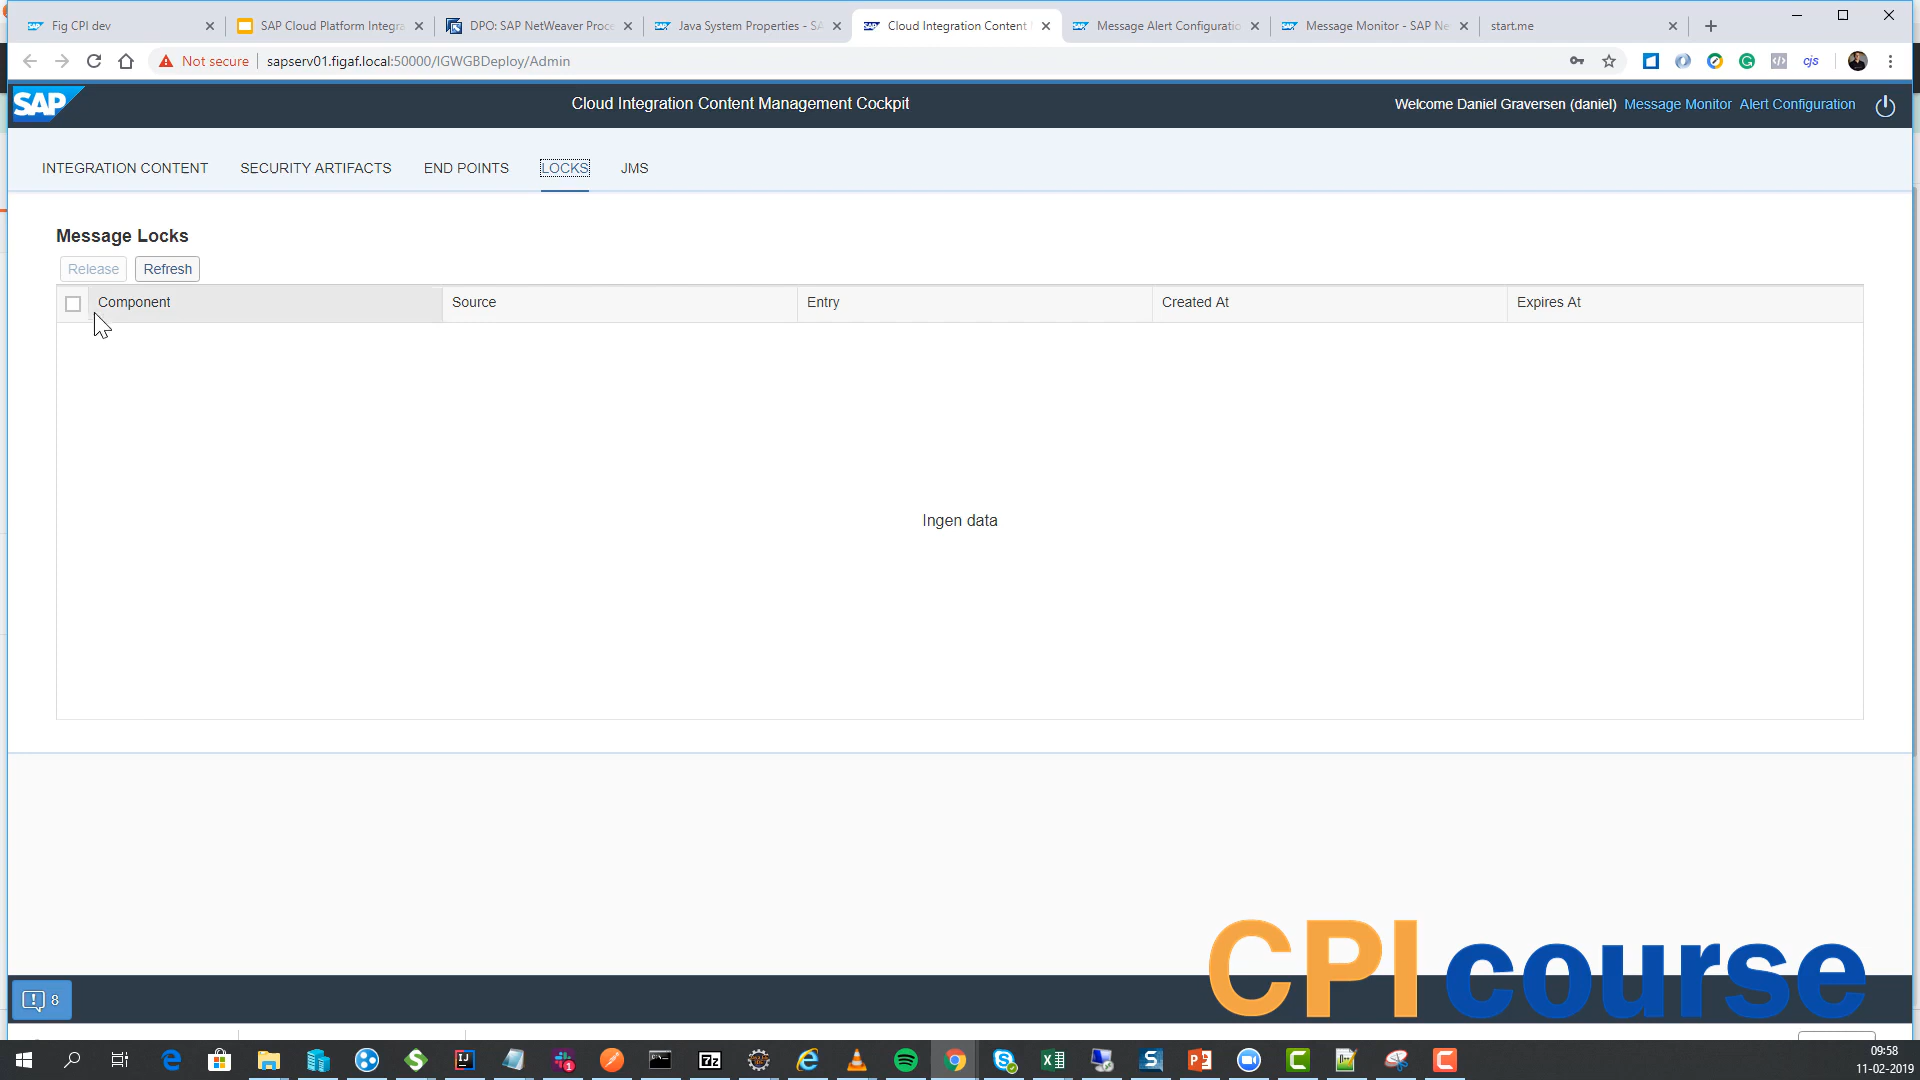 Fig CPI dev
SAP Cloud Platform Integra
DPO: SAP NetWeaver Proce
Java System Properties - SA
Cloud Integration Content
Message Alert Configuratio
Message Monitor - SAP Ne
start.me
Not secure
sapserv01.figaf.local:50000/IGWGBDeploy/Admin
cjs
SAP
Cloud Integration Content Management Cockpit
Welcome Daniel Graversen (daniel)
Message Monitor
Alert Configuration
INTEGRATION CONTENT
SECURITY ARTIFACTS
END POINTS
LOCKS
JMS
Message Locks
Release
Refresh
Component
Source
Entry
Created At
Expires At
Ingen data
CPI course
8
09:58
11-02-2019